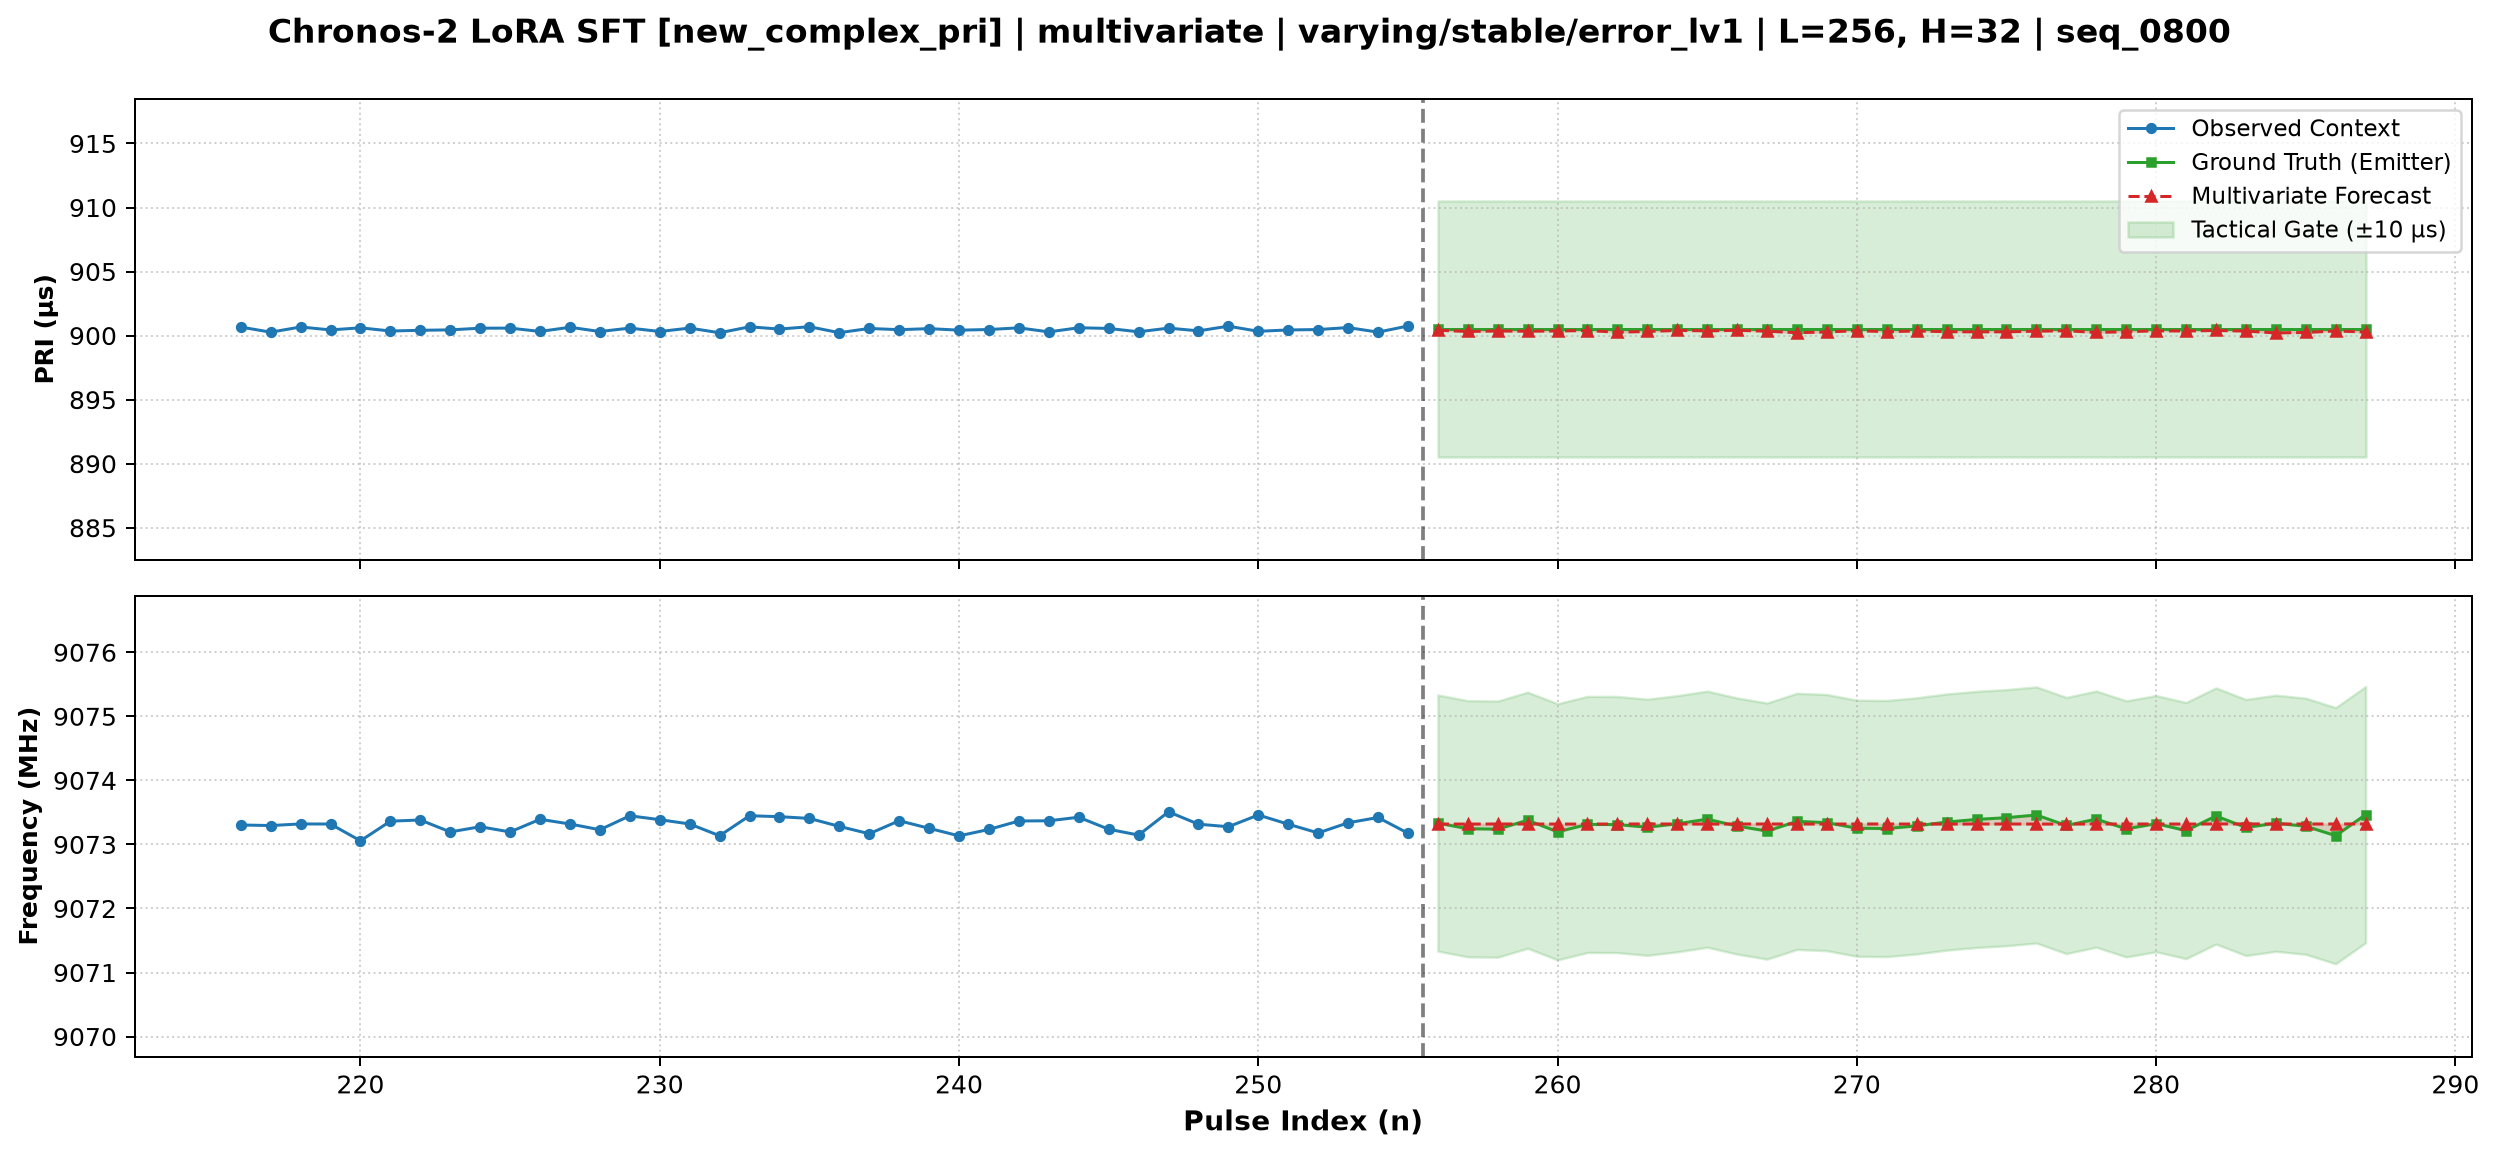 Chronos-2 LoRA SFT [new_complex_pri] | multivariate | varying/stable/error_lv1 | L=256, H=32 | seq_0800
PRI (µs)
915
910
905
900
895
890
885
Observed Context
Ground Truth (Emitter)
Multivariate Forecast
Tactical Gate (±10 µs)
Frequency (MHz)
9076
9075
9074
9073
9072
9071
9070
220 230 240 250 260 270 280 290
Pulse Index (n)